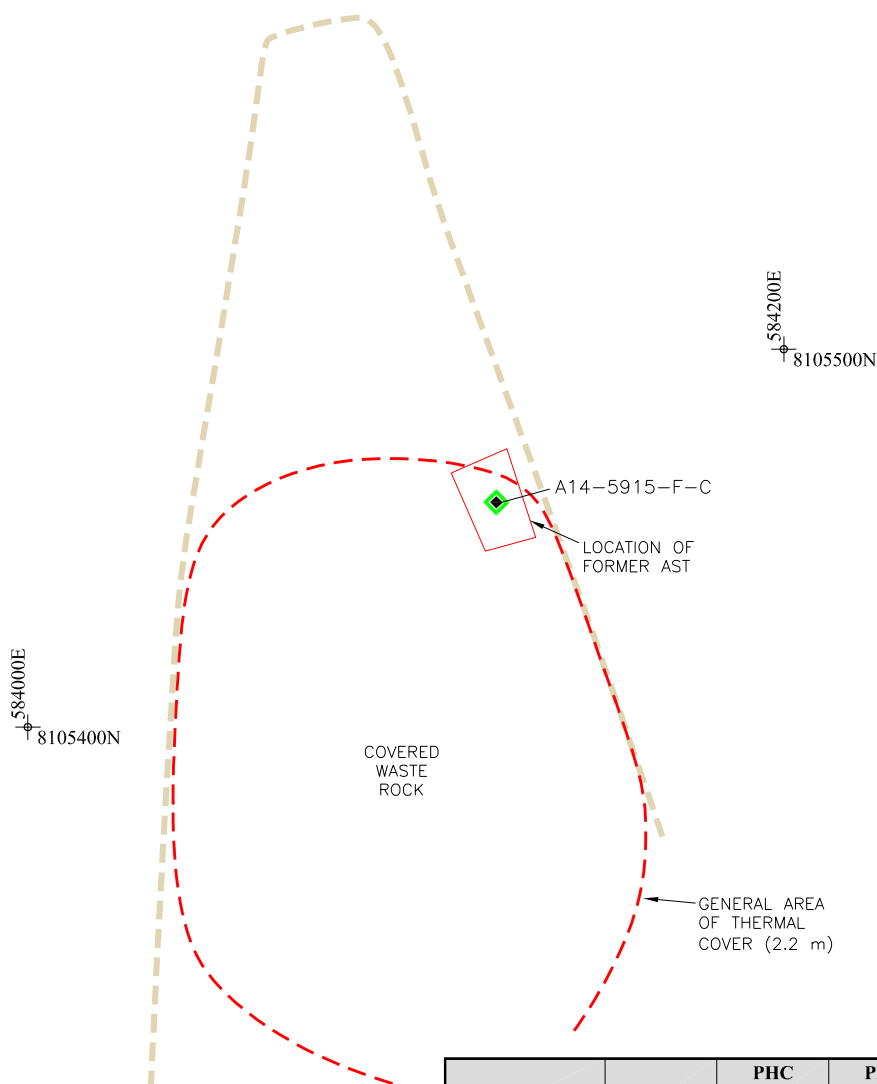 584200E
8105500N
A14-5915-F-C
LOCATION OF
FORMER AST
584000E
8105400N
COVERED
WASTE
ROCK
GENERAL AREA
OF THERMAL
COVER (2.2 m)
PHC
P